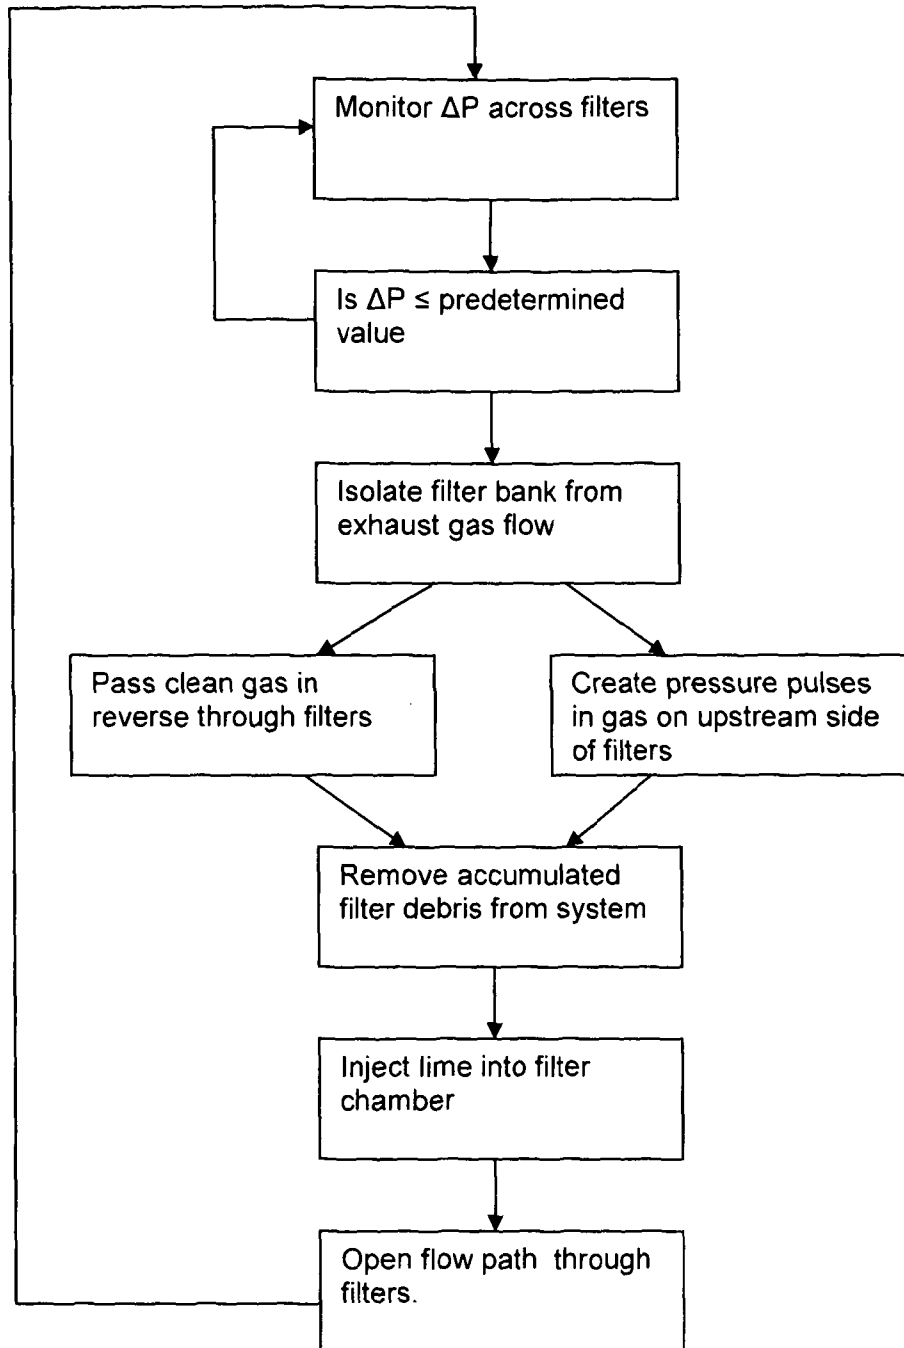 Monitor ΔP across filters
Is ΔP ≤ predetermined
value
Isolate filter bank from
exhaust gas flow
Pass clean gas in
reverse through filters
Create pressure pulses
in gas on upstream side
of filters
Remove accumulated
filter debris from system
Inject lime into filter
chamber
Open flow path through
filters.